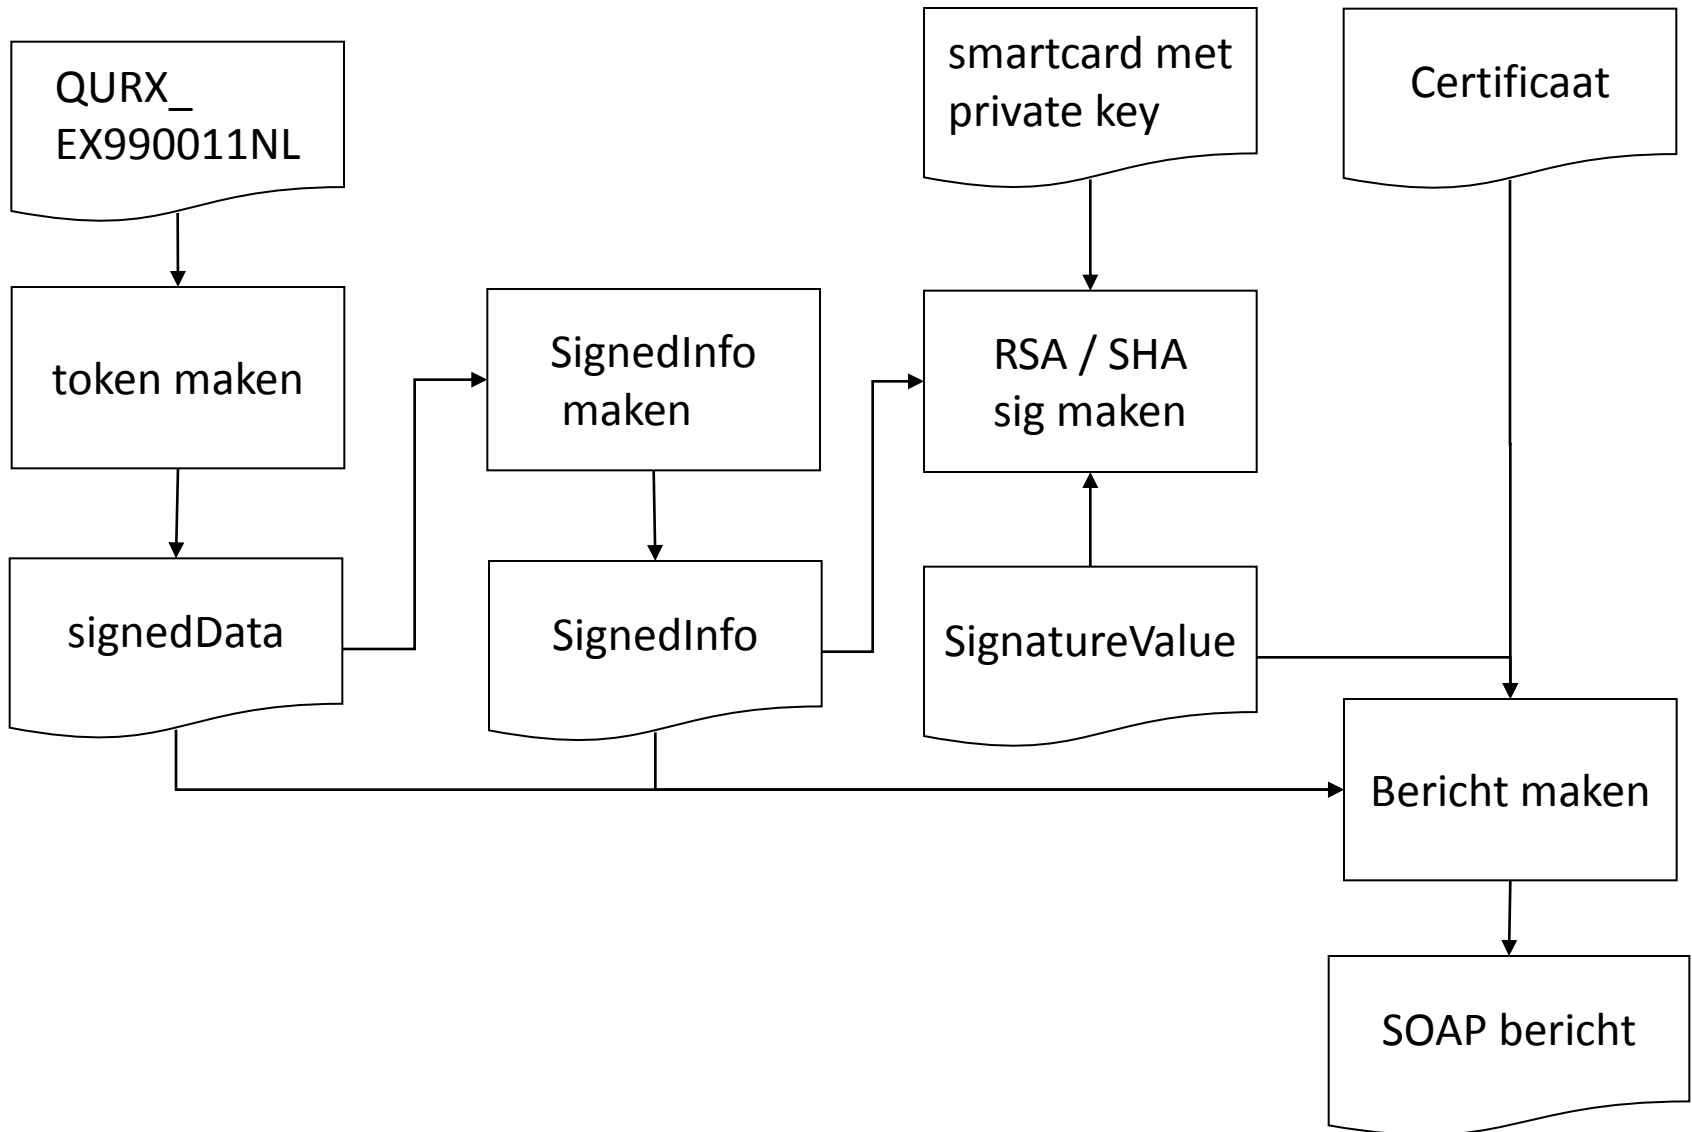 QURX_
EX990011NL
smartcard met
private key
Certificaat
token maken
SignedInfo
maken
RSA / SHA
sig maken
signedData
SignedInfo
SignatureValue
Bericht maken
SOAP bericht